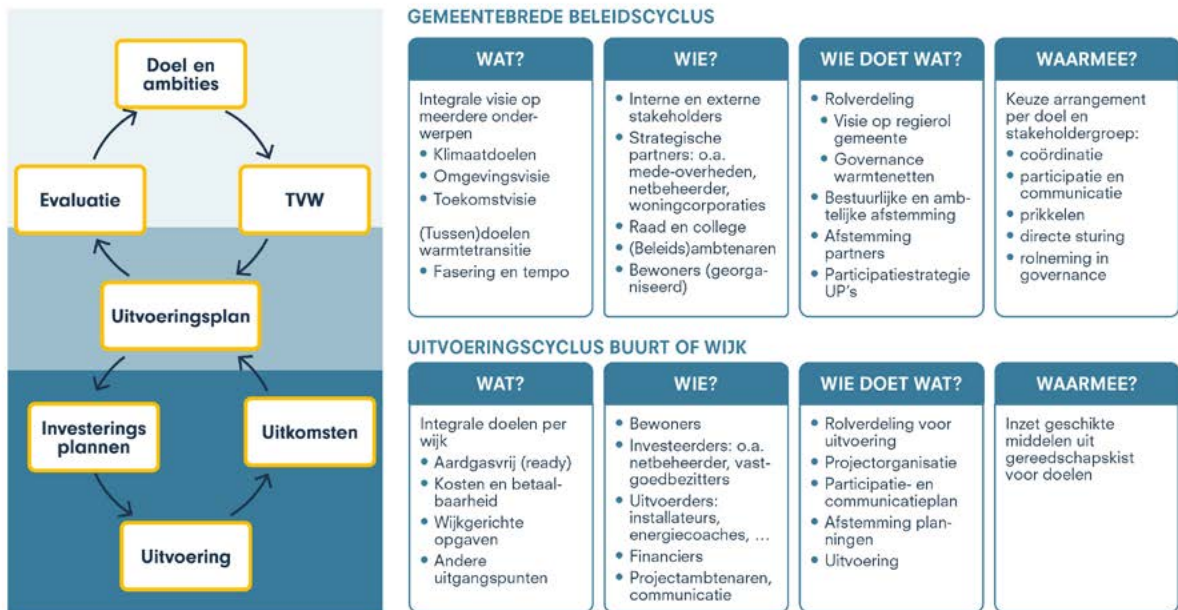 Doel en
ambities
Evaluatie
TVW
Uitvoeringsplan
Investerings
plannen
Uitkomsten
Uitvoering
GEMEENTEBREDE BELEIDSCYCLUS
WAT?
Integrale visie op
meerdere onder-
werpen
• Klimaatdoelen
• Omgevingsvisie
• Toekomstvisie
(Tussen)doelen
warmtetransitie
• Fasering en tempo
WIE?
• Interne en externe
stakeholders
• Strategische
partners: o.a.
mede-overheden,
netbeheerder,
woningcorporaties
• Raad en college
• (Beleids)ambtenaren
• Bewoners (georga-
niseerd)
WIE DOET WAT?
• Rolverdeling
• Visie op regierol
gemeente
• Governance
warmtenetten
• Bestuurlijke en amb-
telijke afstemming
• Afstemming
partners
• Participatiestrategie
UP's
WAARMEE?
Keuze arrangement
per doel en
stakeholdergroep:
• coördinatie
• participatie en
communicatie
• prikkelen
• directe sturing
• rolneming in
governance
UITVOERINGSCYCLUS BUURT OF WIJK
WAT?
Integrale doelen per
wijk
• Aardgasvrij (ready)
• Kosten en betaal-
baarheid
• Wijkgerichte
opgaven
• Andere
uitgangspunten
WIE?
• Bewoners
• Investeerders: o.a.
netbeheerder, vast-
goedbezitters
• Uitvoerders:
installateurs,
energiecoaches, ...
• Financiers
• Projectambtenaren,
communicatie
WIE DOET WAT?
• Rolverdeling voor
uitvoering
• Projectorganisatie
• Participatie- en
communicatieplan
• Afstemming plan-
ningen
• Uitvoering
WAARMEE?
Inzet geschikte
middelen uit
gereedschapskist
voor doelen